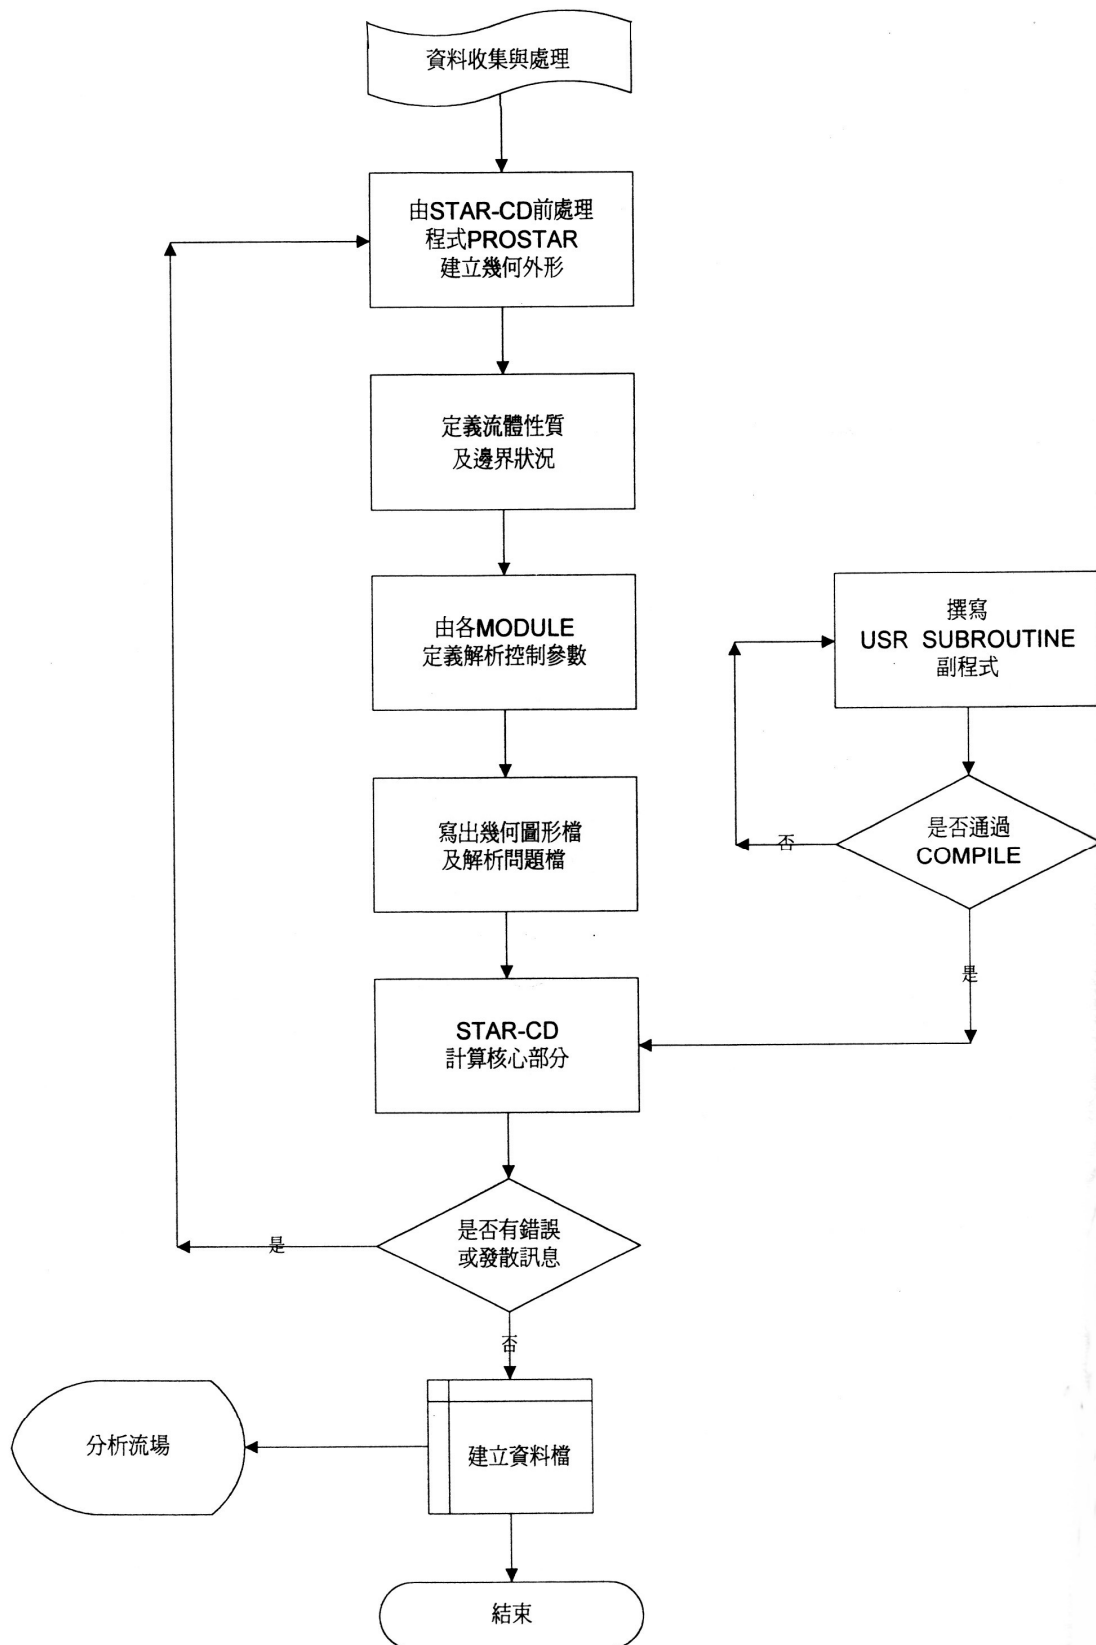 資料收集與處理
由STAR-CD前處理
程式PROSTAR
建立幾何外形
定義流體性質
及邊界狀況
由各MODULE
定義解析控制參數
撰寫
USR SUBROUTINE
副程式
寫出幾何圖形檔
及解析問題檔
是否通過
COMPILE
否
是
STAR-CD
計算核心部分
是否有錯誤
或發散訊息
是
否
分析流場
建立資料檔
結束